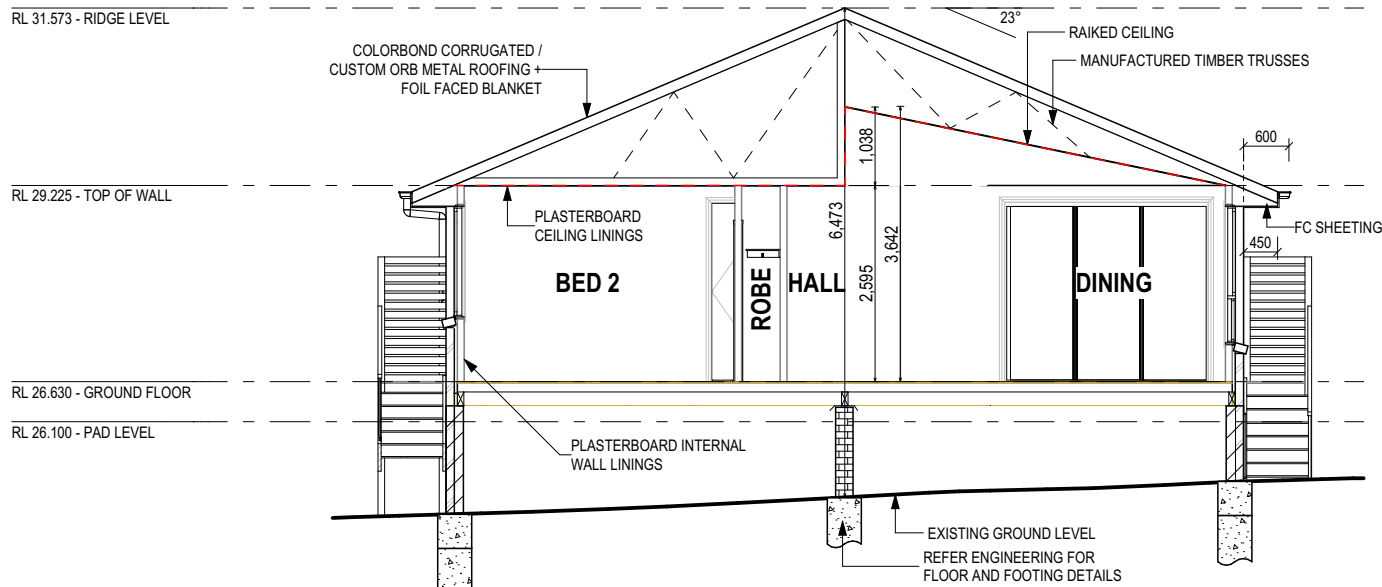 RL 31.573 - RIDGE LEVEL
23°
RAIKED CEILING
COLORBOND CORRUGATED /
CUSTOM ORB METAL ROOFING +
FOIL FACED BLANKET
MANUFACTURED TIMBER TRUSSES
1,038
600
RL 29.225 - TOP OF WALL
PLASTERBOARD
CEILING LININGS
6,473
3,642
2,595
FC SHEETING
450
BED 2
ROBE
HALL
DINING
RL 26.630 - GROUND FLOOR
RL 26.100 - PAD LEVEL
PLASTERBOARD INTERNAL
WALL LININGS
EXISTING GROUND LEVEL
REFER ENGINEERING FOR
FLOOR AND FOOTING DETAILS